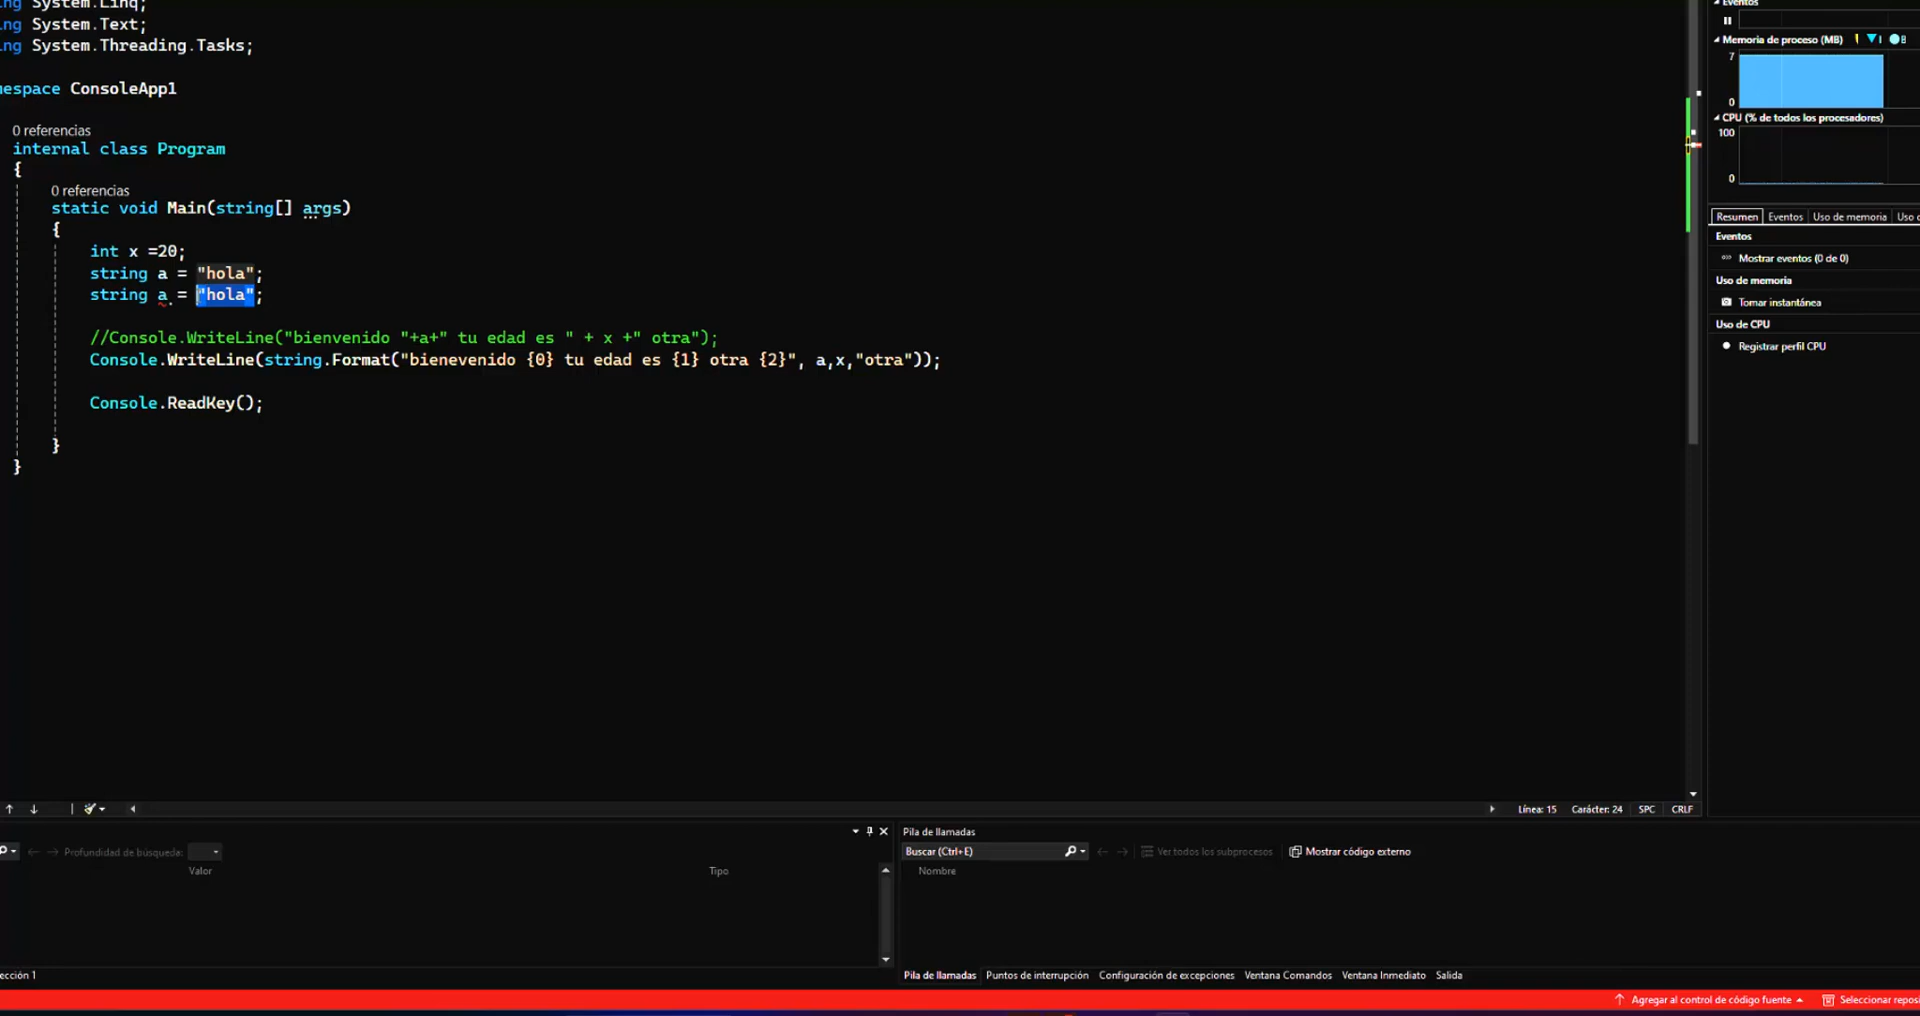 ng System.Linq;
ng System.Text;
ng System.Threading.Tasks;
mespace ConsoleApp1
0 referencias
internal class Program
{
0 referencias
static void Main(string[] args)
{
int x =20;
string a = "hola";
string a = "hola";
//Console.WriteLine("bienvenido "+a+" tu edad es " + x +" otra");
Console.WriteLine(string.Format("bienevenido {0} tu edad es {1} otra {2}", a,x,"otra"));
Console.ReadKey();
}
}
Eventos
Memoria de proceso (MB)
7
0
CPU (% de todos los procesadores)
100
0
Resumen Eventos Uso de memoria Uso
Eventos
Mostrar eventos (0 de 0)
Uso de memoria
Tomar instantánea
Uso de CPU
Registrar perfil CPU
Línea: 15 Carácter: 24 SPC CRLF
Profundidad de búsqueda:
Valor Tipo
Pila de llamadas
Buscar (Ctrl+E) Ver todos los subprocesos Mostrar código externo
Nombre
ección 1
Pila de llamadas Puntos de interrupción Configuración de excepciones Ventana Comandos Ventana Inmediato Salida
Agregar al control de código fuente Seleccionar repos